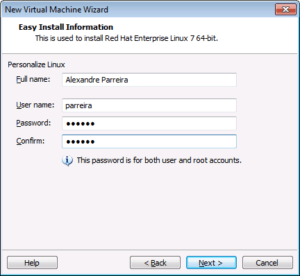 New Virtual Machine Wizard
Easy Install Information
This is used to install Red Hat Enterprise Linux 7 64-bit.
Personalize Linux
Full name: Alexandre Parreira
User name: parreira
Password: ●●●●●●
Confirm: ●●●●●●
This password is for both user and root accounts.
Help < Back Next > Cancel